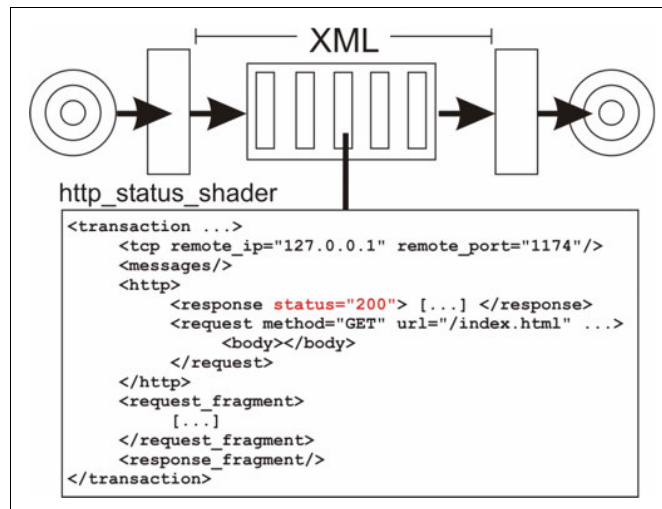 XML
http_status_shader
<transaction ...>
<tcp remote_ip="127.0.0.1" remote_port="1174"/>
<messages/>
<http>
<response status="200"> [...] </response>
<request method="GET" url="/index.html" ...>
<body></body>
</request>
</http>
<request_fragment>
[...]
</request_fragment>
<response_fragment/>
</transaction>